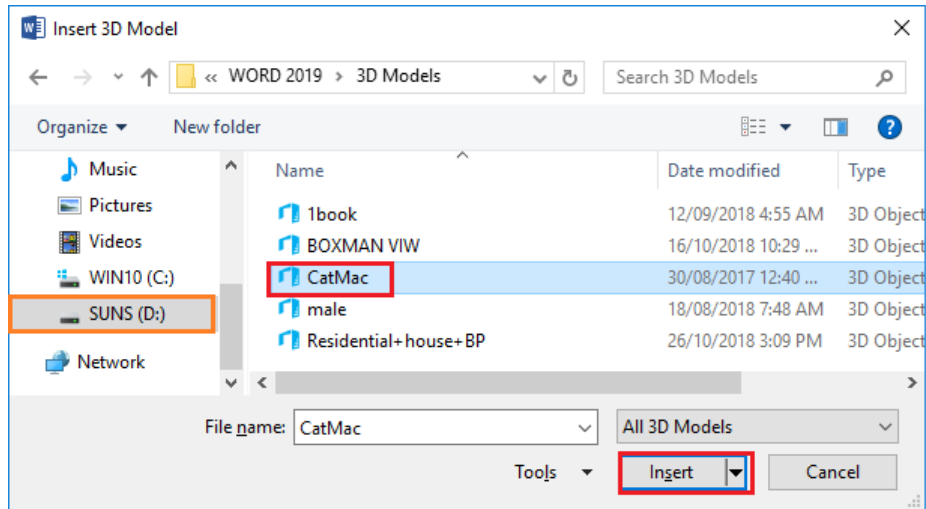 Insert 3D Model
« WORD 2019 > 3D Models
Search 3D Models
Organize New folder
Name Date modified Type
Music
Pictures
Videos
WIN10 (C:)
SUNS (D:)
Network
1book 12/09/2018 4:55 AM 3D Object
BOXMAN VIW 16/10/2018 10:29 ... 3D Object
CatMac 30/08/2017 12:40 ... 3D Object
male 18/08/2018 7:48 AM 3D Object
Residential+house+BP 26/10/2018 3:09 PM 3D Object
File name: CatMac All 3D Models
Tools Insert Cancel